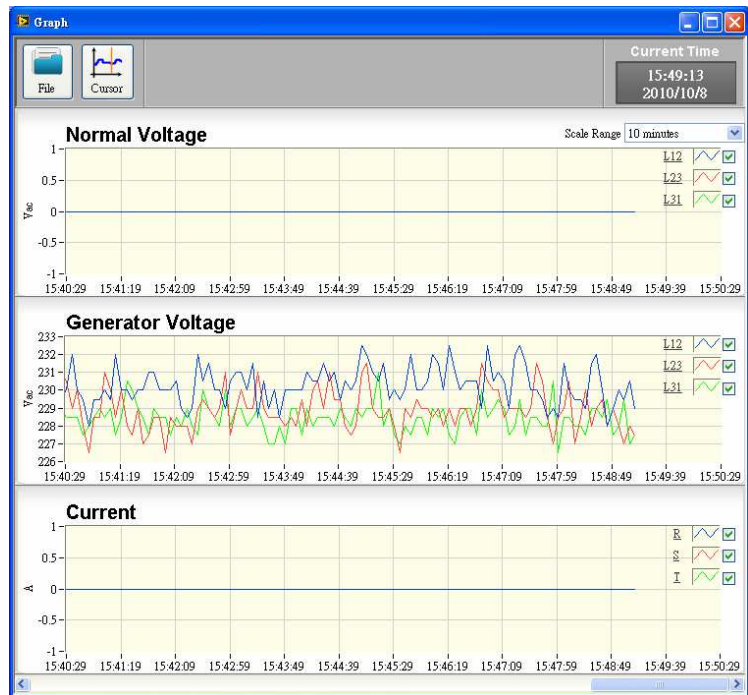 Graph
File
Cursor
Current Time
15:49:13
2010/10/8
Normal Voltage
Scale Range 10 minutes
L12
L23
L31
Vac
1
0.5
0
-0.5
-1
15:40:29 15:41:19 15:42:09 15:42:59 15:43:49 15:44:39 15:45:29 15:46:19 15:47:09 15:47:59 15:48:49 15:49:39 15:50:29
Generator Voltage
L12
L23
L31
Vac
233
232
231
230
229
228
227
226
15:40:29 15:41:19 15:42:09 15:42:59 15:43:49 15:44:39 15:45:29 15:46:19 15:47:09 15:47:59 15:48:49 15:49:39 15:50:29
Current
R
S
T
A
1
0.5
0
-0.5
-1
15:40:29 15:41:19 15:42:09 15:42:59 15:43:49 15:44:39 15:45:29 15:46:19 15:47:09 15:47:59 15:48:49 15:49:39 15:50:29